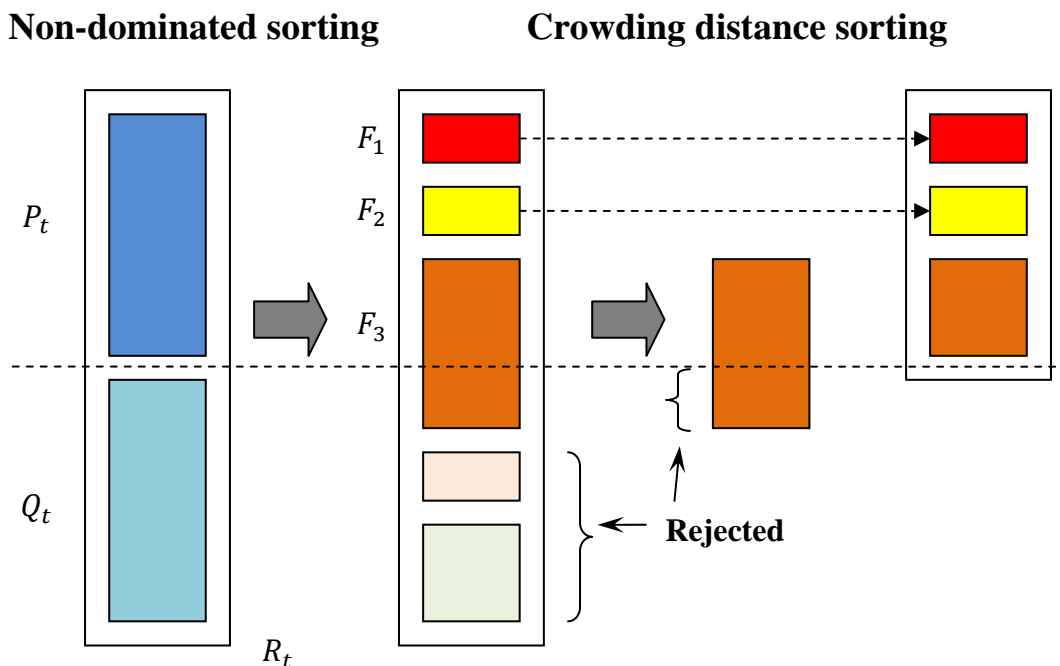 Non-dominated sorting
Crowding distance sorting
F₁
F₂
P_t
F₃
Q_t
Rejected
R_t